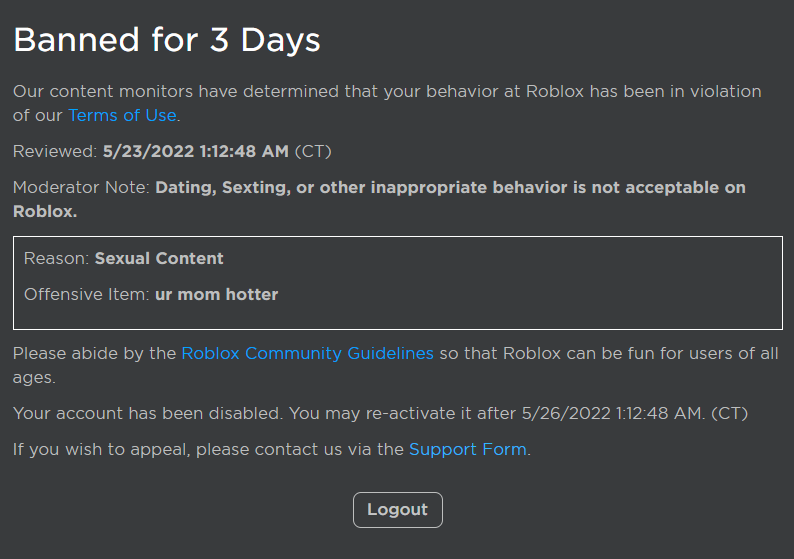 Banned for 3 Days
Our content monitors have determined that your behavior at Roblox has been in violation
of our Terms of Use.
Reviewed: 5/23/2022 1:12:48 AM (CT)
Moderator Note: Dating, Sexting, or other inappropriate behavior is not acceptable on
Roblox.
Reason: Sexual Content
Offensive Item: ur mom hotter
Please abide by the Roblox Community Guidelines so that Roblox can be fun for users of all
ages.
Your account has been disabled. You may re-activate it after 5/26/2022 1:12:48 AM. (CT)
If you wish to appeal, please contact us via the Support Form.
Logout